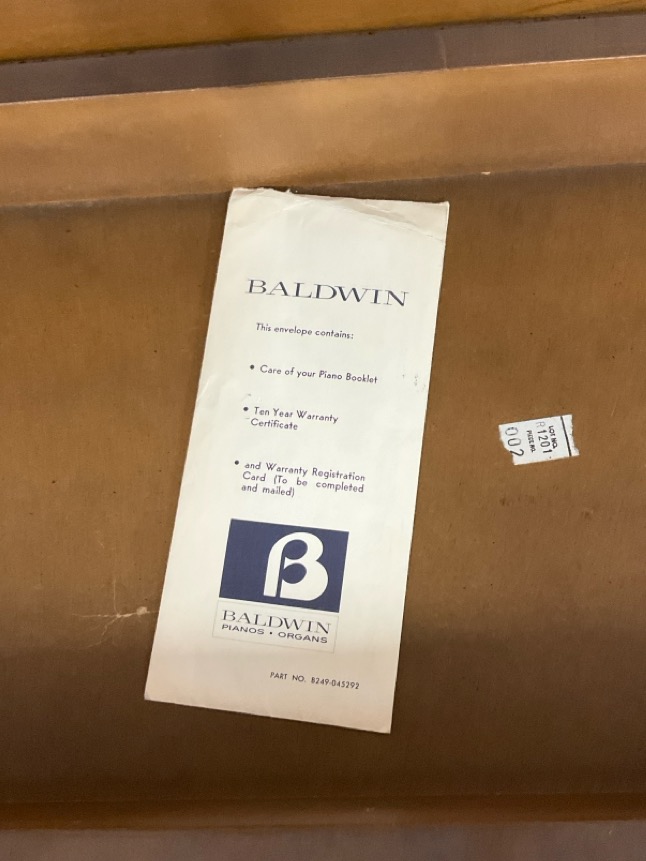 BALDWIN
This envelope contains:
• Care of your Piano Booklet
• Ten Year Warranty
Certificate
• and Warranty Registration
Card (To be completed
and mailed)
B
BALDWIN
PIANOS • ORGANS
PART NO. B249-045292
LOT NO.
R1201
PIECE NO.
002